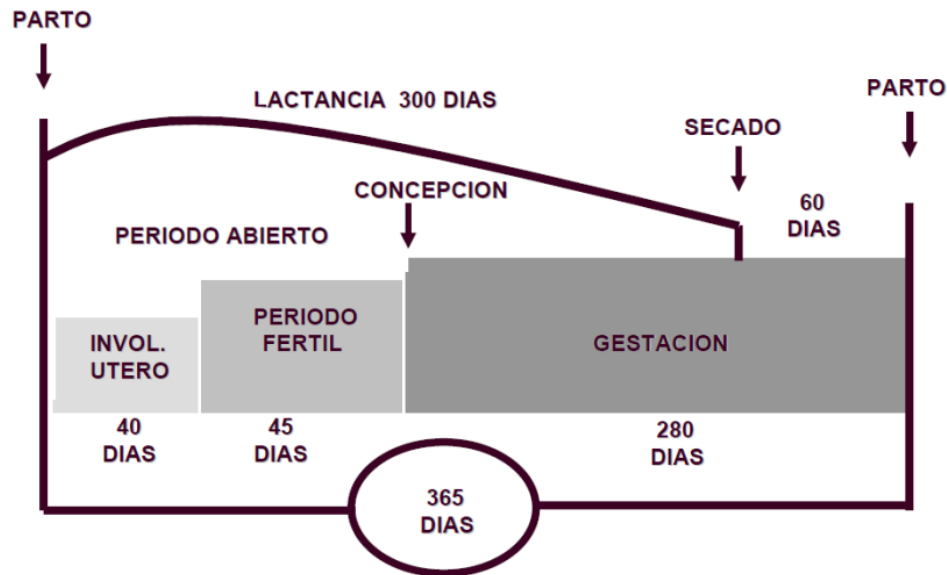 PARTO
LACTANCIA 300 DIAS
PARTO
SECADO
CONCEPCION
60
DIAS
PERIODO ABIERTO
INVOL.
UTERO
PERIODO
FERTIL
GESTACION
40
DIAS
45
DIAS
280
DIAS
365
DIAS